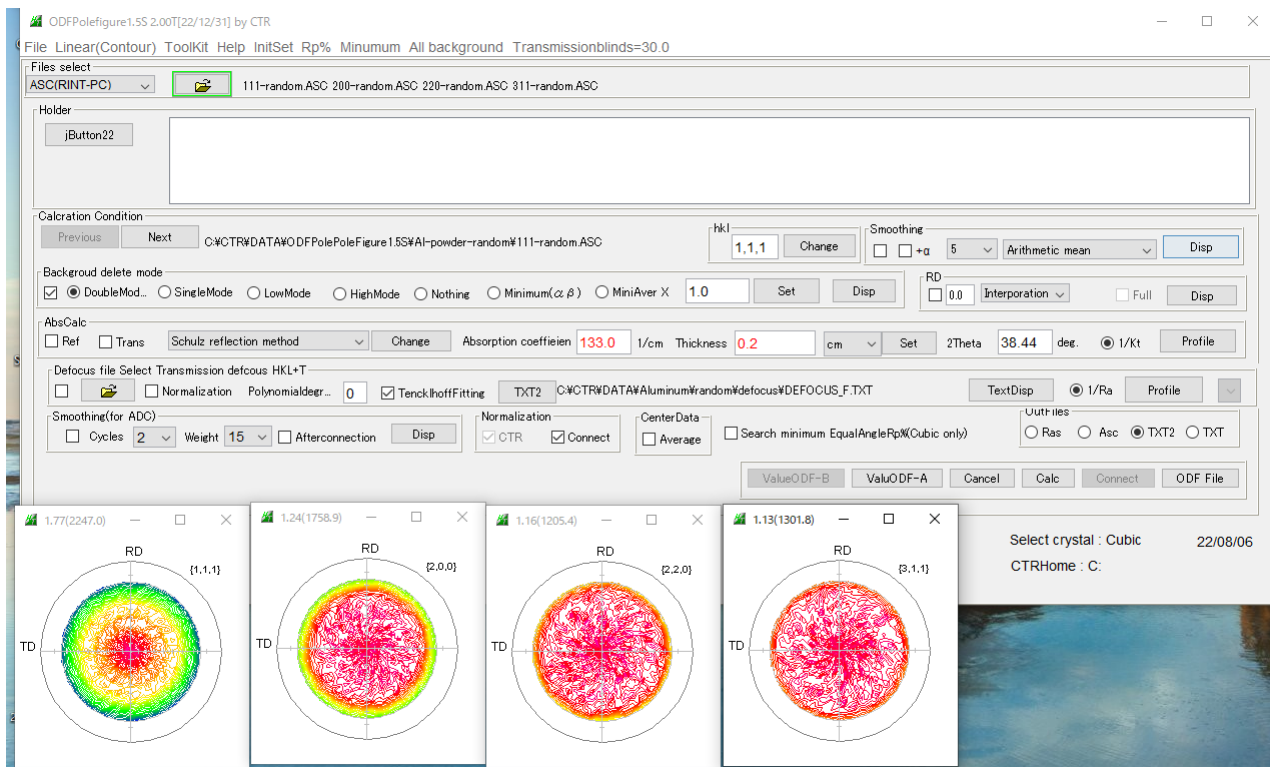 ODFPolefigure1.5S 2.00T[22/12/31] by CTR
File Linear(Contour) ToolKit Help InitSet Rp% Minumum All background Transmissionblinds=30.0
Files select
ASC(RINT-PC) 111-random.ASC 200-random.ASC 220-random.ASC 311-random.ASC
Holder
jButton22
Calcration Condition
Previous Next C:¥CTR¥DATA¥ODFPolePoleFigure1.5S¥Al-powder-random¥111-random.ASC
hkl
1,1,1 Change
Smoothing
+α 5 Arithmetic mean Disp
Backgroud delete mode
DoubleMod... SingleMode LowMode HighMode Nothing Minimum(αβ) MiniAver X 1.0 Set Disp
RD
0.0 Interporation Full Disp
AbsCalc
Ref Trans Schulz reflection method Change Absorption coeffieien 133.0 1/cm Thickness 0.2 cm Set 2Theta 38.44 deg. 1/Kt Profile
Defocus file Select Transmission defcous HKL+T
Normalization Polynomialdegr... 0 TenckIhoffFitting TXT2 C:¥CTR¥DATA¥Aluminum¥random¥defocus¥DEFOCUS_F.TXT TextDisp 1/Ra Profile
Smoothing(for ADC)
Cycles 2 Weight 15 Afterconnection Disp
Normalization
CTR Connect
CenterData
Average
Search minimum EqualAngleRp%(Cubic only)
OutFiles
Ras Asc TXT2 TXT
ValueODF-B ValuODF-A Cancel Calc Connect ODF File
1.77(2247.0)
RD
{1,1,1}
TD
1.24(1758.9)
RD
{2,0,0}
TD
1.16(1205.4)
RD
{2,2,0}
TD
1.13(1301.8)
RD
{3,1,1}
TD
Select crystal : Cubic 22/08/06
CTRHome : C: